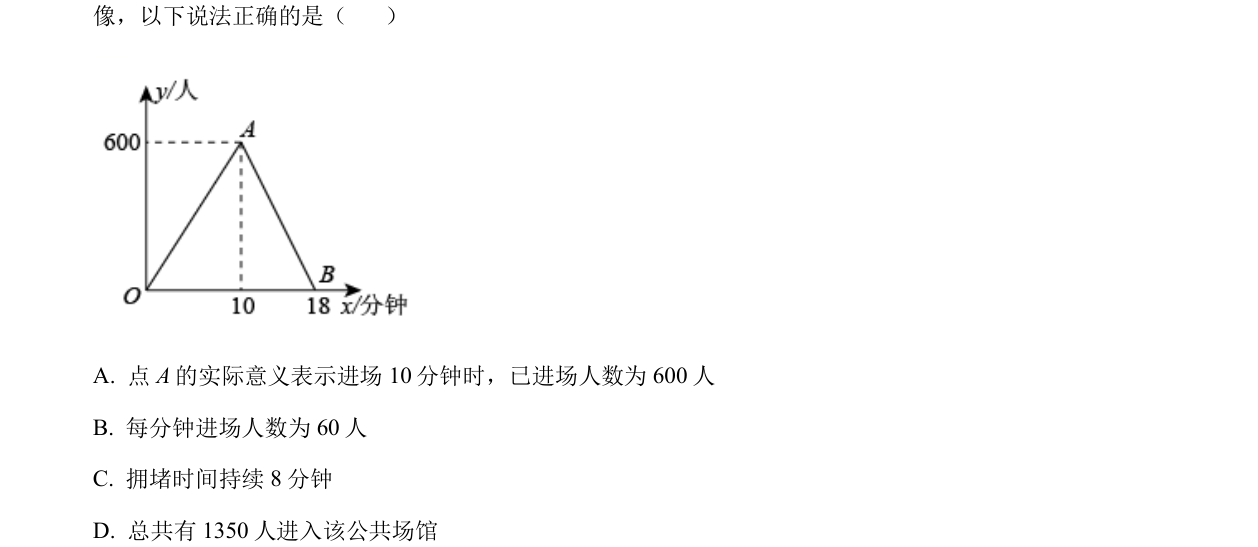 像，以下说法正确的是（　　）
y/人
A
600
B
O
10
18
x/分钟
A. 点 A 的实际意义表示进场 10 分钟时，已进场人数为 600 人
B. 每分钟进场人数为 60 人
C. 拥堵时间持续 8 分钟
D. 总共有 1350 人进入该公共场馆